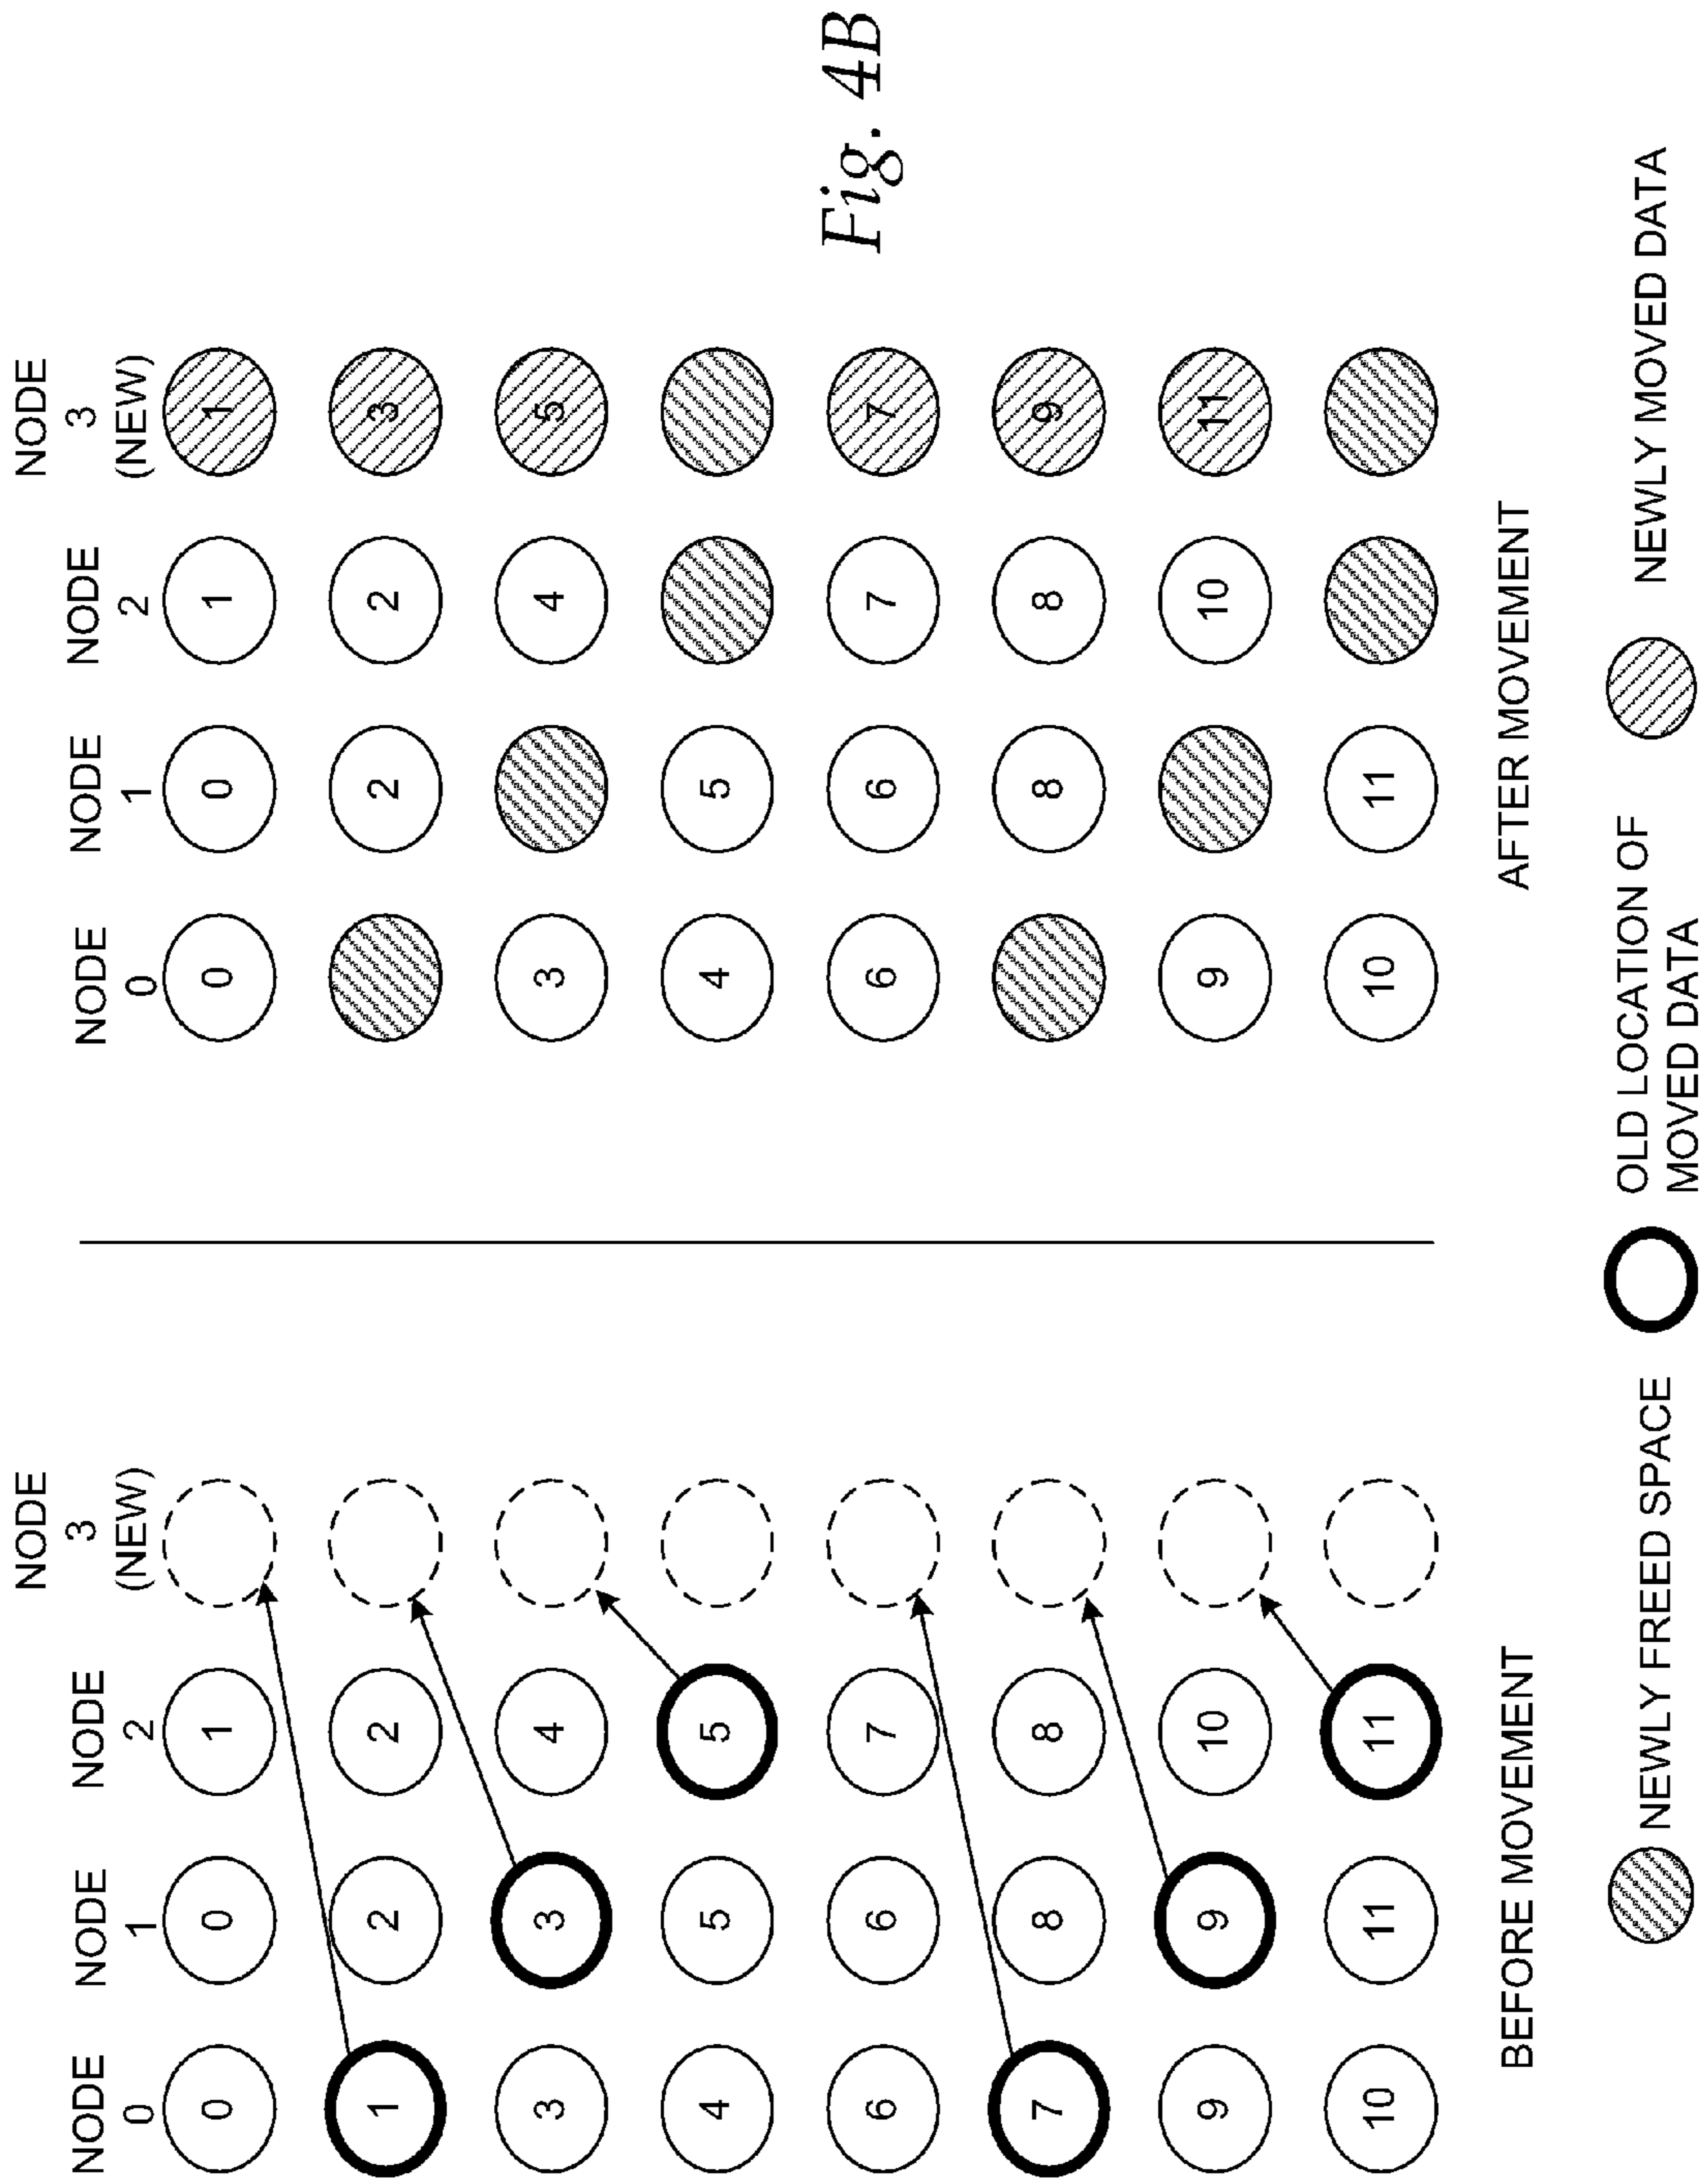 NODE 0 NODE 1 NODE 2 NODE 3 (NEW)
0 0 1
1 2 2
3 3 4
4 5 5
6 6 7
7 8 8
9 9 10
10 11 11
BEFORE MOVEMENT
NODE 0 NODE 1 NODE 2 NODE 3 (NEW)
0 0 1 1
2 2 3
3 4 5
4 5
6 6 7 7
8 8 9
9 10 11
10 11
AFTER MOVEMENT
NEWLY FREED SPACE
OLD LOCATION OF
MOVED DATA
NEWLY MOVED DATA
Fig. 4B